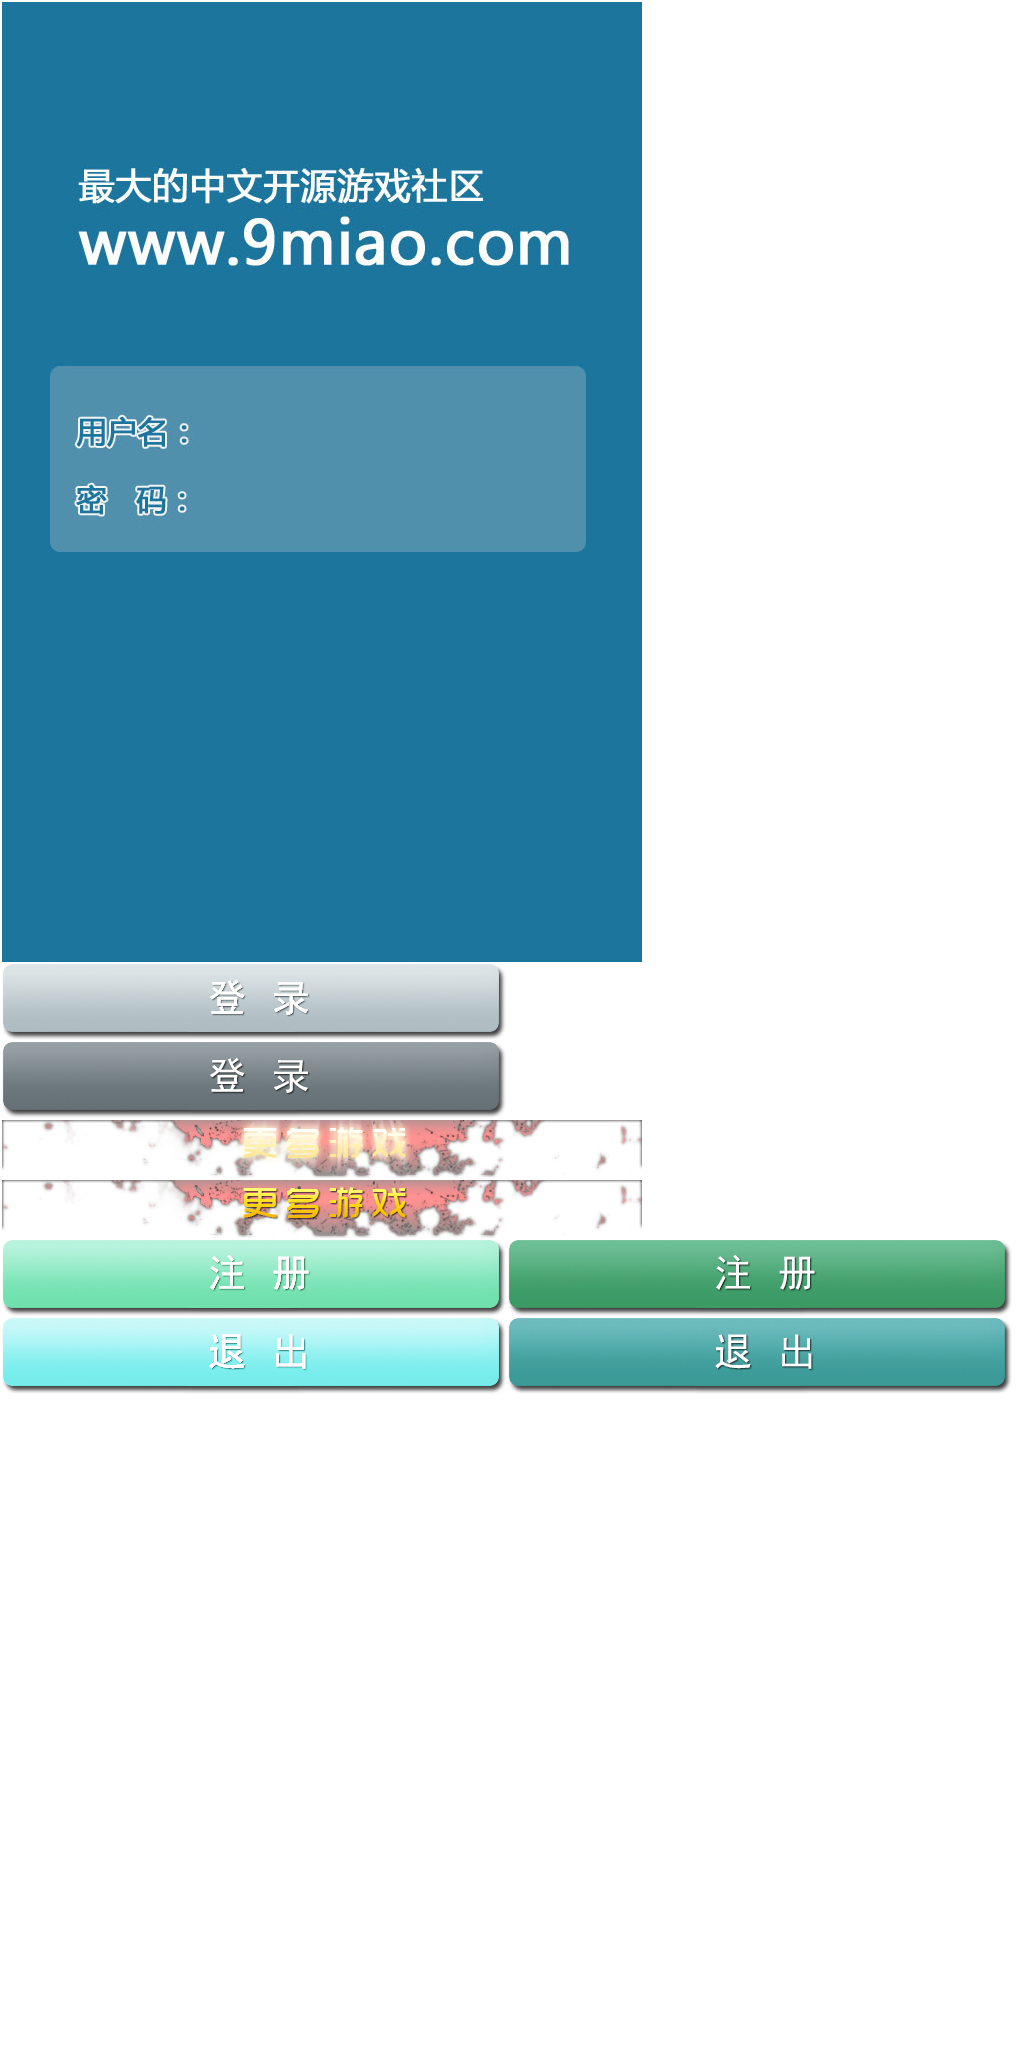 最大的中文开源游戏社区
www.9miao.com
用户名：
密 码：
登 录
登 录
更多游戏
更多游戏
注 册
注 册
退 出
退 出